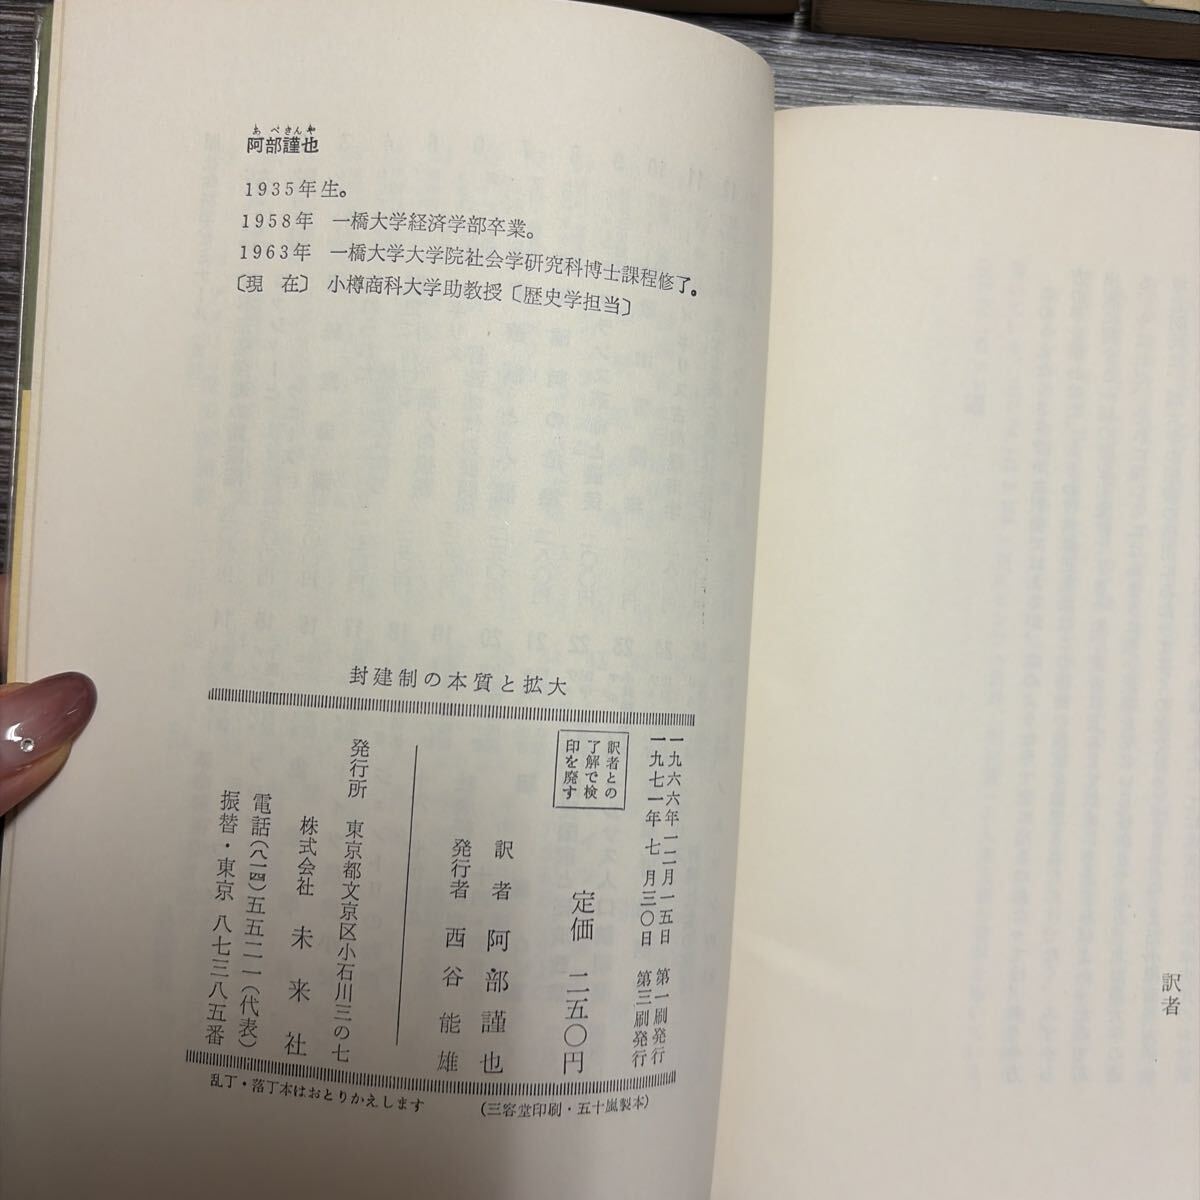 あべきんや
阿部謹也
1935年生。
1958年 一橋大学経済学部卒業。
1963年 一橋大学大学院社会学研究科博士課程修了。
〔現 在〕 小樽商科大学助教授〔歴史学担当〕
封建制の本質と拡大
一九六六年一二月一五日 第一刷発行
一九七一年七月三〇日 第三刷発行
訳者との
了解で検
印を廃す
定価 二五〇円
訳者 阿部謹也
発行者 西谷能雄
発行所 東京都文京区小石川三の七
株式会社 未来社
電話(八一四)五五二一(代表)
振替・東京 八七三八五番
乱丁・落丁本はおとりかえします
(三容堂印刷・五十嵐製本)
訳者